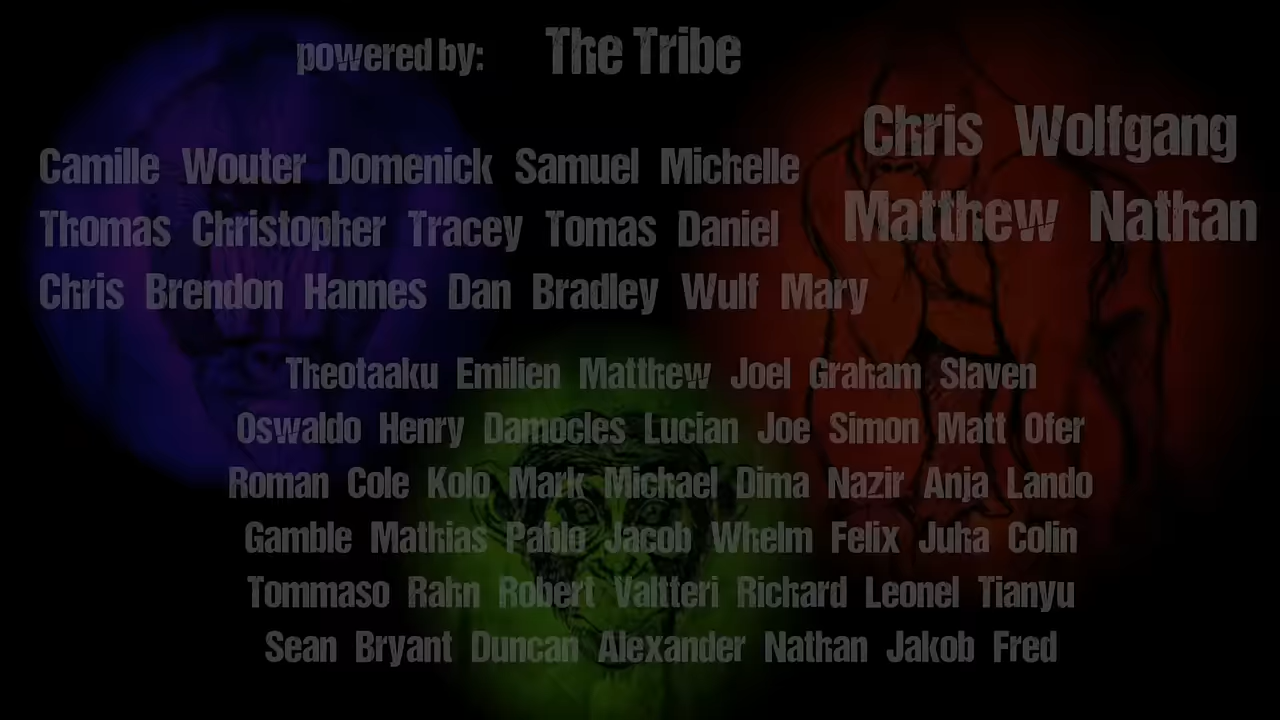 powered by: The Tribe
Chris Wolfgang
Matthew Nathan
Camille Wouter Domenick Samuel Michelle
Thomas Christopher Tracey Tomas Daniel
Chris Brendon Hannes Dan Bradley Wulf Mary
Theotaaku Emilien Matthew Joel Graham Slaven
Oswaldo Henry Damocles Lucian Joe Simon Matt Ofer
Roman Cole Kolo Mark Michael Dima Nazir Anja Lando
Gamble Mathias Pablo Jacob Whelm Felix Juha Colin
Tommaso Rahn Robert Valtteri Richard Leonel Tianyu
Sean Bryant Duncan Alexander Nathan Jakob Fred